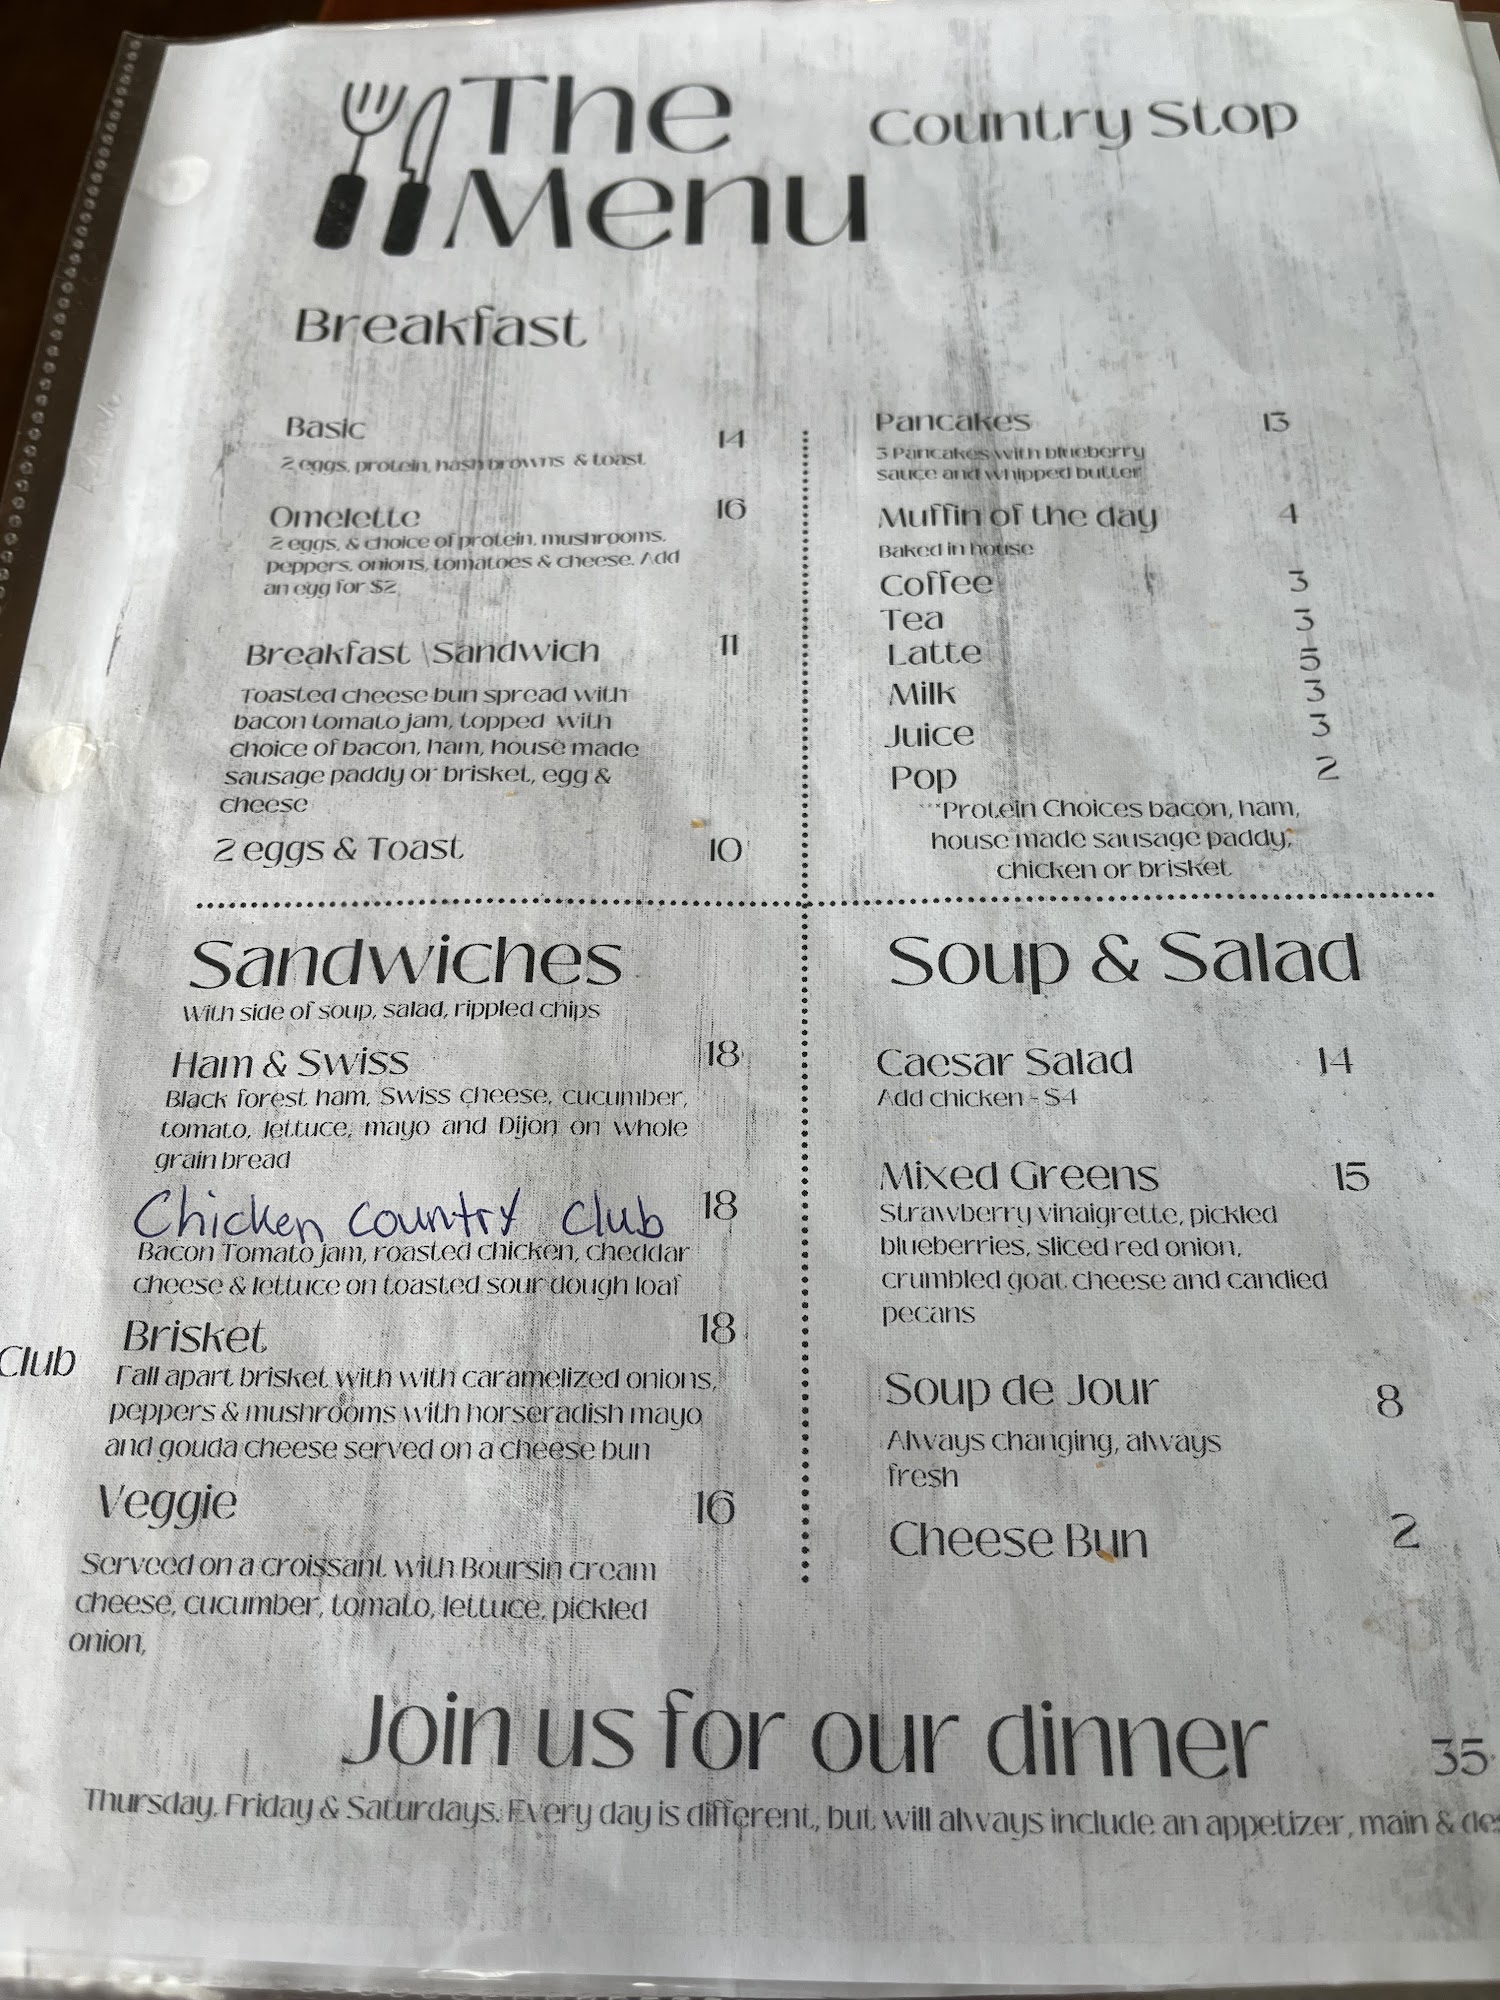 The
Menu
Country Stop
Breakfast
Basic 14
2 eggs, protein, hash browns & toast
Omelette 16
2 eggs, & choice of protein, mushrooms,
peppers, onions, tomatoes & cheese. Add
an egg for $2
Breakfast \Sandwich 11
Toasted cheese bun spread with
bacon tomato jam, topped with
choice of bacon, ham, house made
sausage paddy or brisket, egg &
cheese
2 eggs & Toast 10
Pancakes 13
3 Pancakes with blueberry
sauce and whipped butter
Muffin of the day 4
Baked in house
Coffee 3
Tea 3
Latte 5
Milk 3
Juice 3
Pop 2
***Protein Choices bacon, ham,
house made sausage paddy,
chicken or brisket
Sandwiches
With side of soup, salad, rippled chips
Ham & Swiss 18
Black forest ham, Swiss cheese, cucumber,
tomato, lettuce, mayo and Dijon on whole
grain bread
Chicken Country Club 18
Bacon Tomato jam, roasted chicken, cheddar
cheese & lettuce on toasted sour dough loaf
Brisket 18
Club
Fall apart brisket with with caramelized onions,
peppers & mushrooms with horseradish mayo
and gouda cheese served on a cheese bun
Veggie 16
Serveed on a croissant with Boursin cream
cheese, cucumber, tomato, lettuce, pickled
onion,
Soup & Salad
Caesar Salad 14
Add chicken - $4
Mixed Greens 15
Strawberry vinaigrette, pickled
blueberries, sliced red onion,
crumbled goat cheese and candied
pecans
Soup de Jour 8
Always changing, always
fresh
Cheese Bun 2
Join us for our dinner 35
Thursday, Friday & Saturdays. Every day is different, but will always include an appetizer, main & des